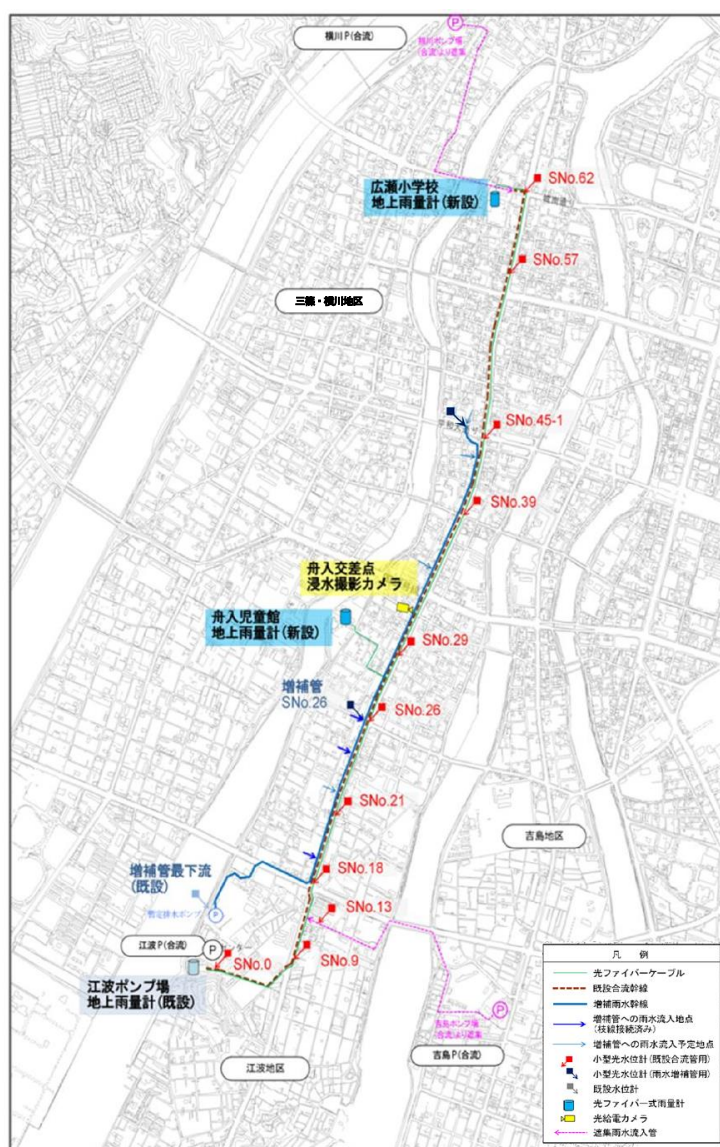 横川P(合流)
横川ポンプ場
(合流)より遮集
広瀬小学校
地上雨量計(新設)
SNo.62
SNo.57
三篠・横川地区
SNo.45-1
SNo.39
舟入交差点
浸水撮影カメラ
舟入児童館
地上雨量計(新設)
SNo.29
増補管
SNo.26
SNo.26
SNo.21
吉島地区
増補管最下流
(既設)
暫定排水ポンプ
SNo.18
SNo.13
江波P(合流)
SNo.9
SNo.0
江波ポンプ場
地上雨量計(既設)
吉島ポンプ場
(合流)より遮集
江波地区
吉島P(合流)
凡 例
光ファイバーケーブル
既設合流幹線
増補雨水幹線
増補管への雨水流入地点
(枝線接続済み)
増補管への雨水流入予定地点
小型光水位計(既設合流管用)
小型光水位計(雨水増補管用)
既設水位計
光ファイバー式雨量計
光給電カメラ
遮集雨水流入管